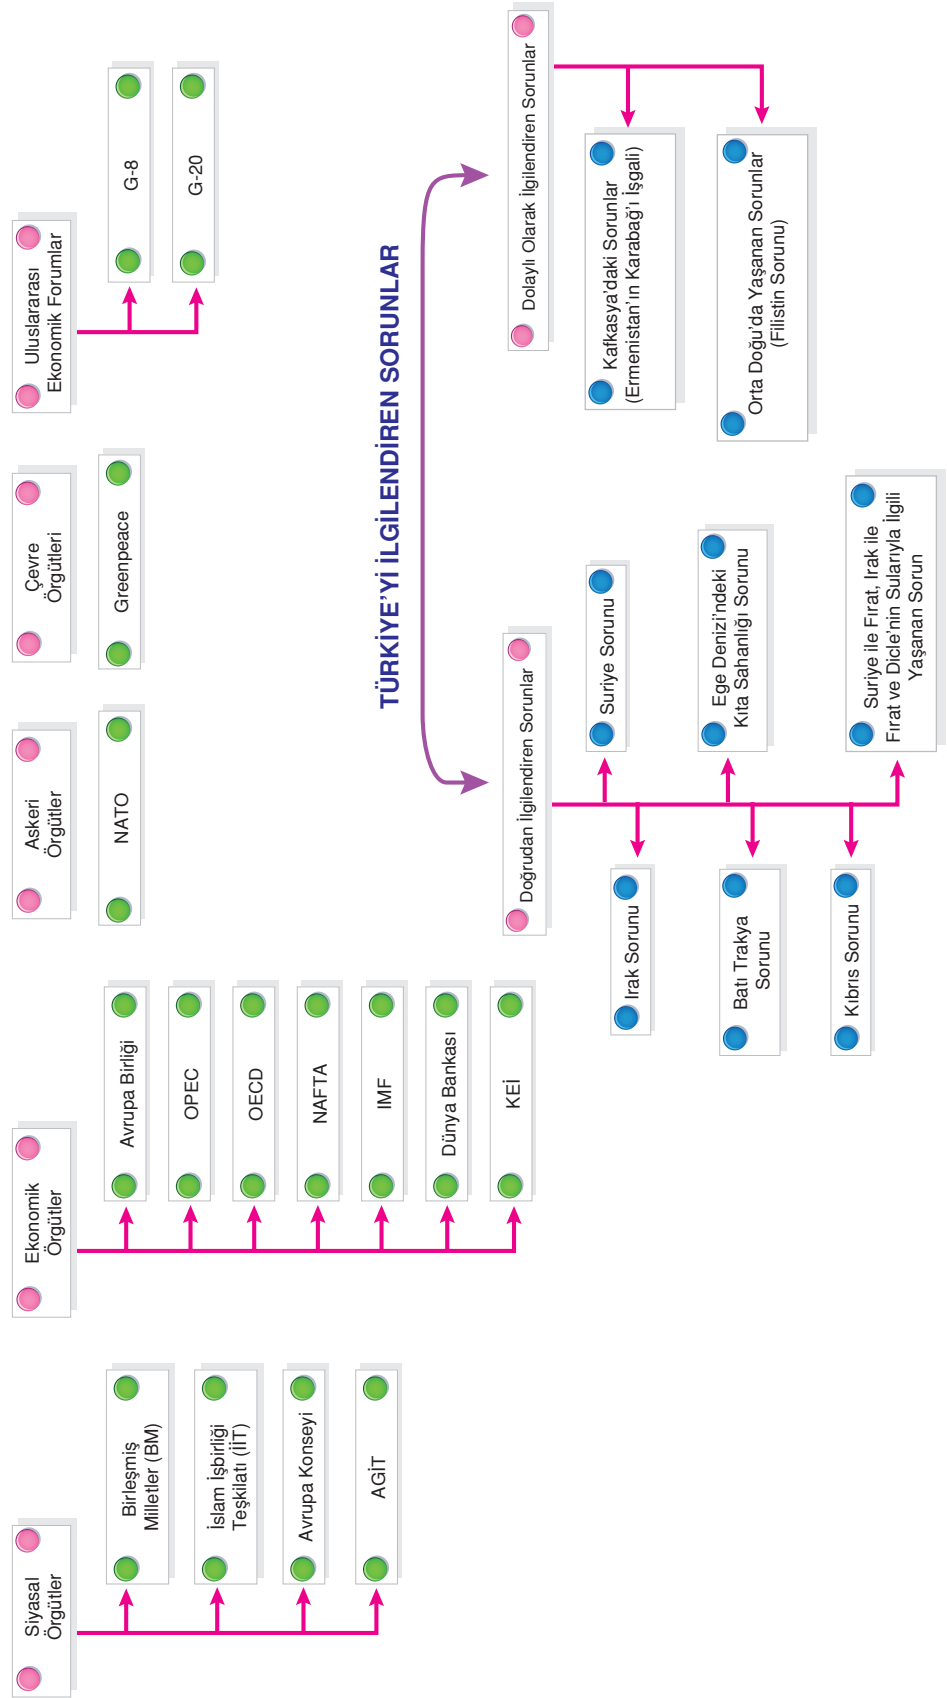 Siyasal
Örgütler
Birleşmiş
Milletler (BM)
İslam İşbirliği
Teşkilatı (İİT)
Avrupa Konseyi
AGİT
Ekonomik
Örgütler
Avrupa Birliği
OPEC
OECD
NAFTA
IMF
Dünya Bankası
KEİ
Askeri
Örgütler
NATO
Çevre
Örgütleri
Greenpeace
Uluslararası
Ekonomik Forumlar
G-8
G-20
TÜRKİYE'Yİ İLGİLENDİREN SORUNLAR
Doğrudan İlgilendiren Sorunlar
Irak Sorunu
Suriye Sorunu
Batı Trakya
Sorunu
Ege Denizi'ndeki
Kıta Sahanlığı Sorunu
Kıbrıs Sorunu
Suriye ile Fırat, Irak ile
Fırat ve Dicle'nin Sularıyla İlgili
Yaşanan Sorun
Dolaylı Olarak İlgilendiren Sorunlar
Kafkasya'daki Sorunlar
(Ermenistan'ın Karabağ'ı İşgali)
Orta Doğu'da Yaşanan Sorunlar
(Filistin Sorunu)